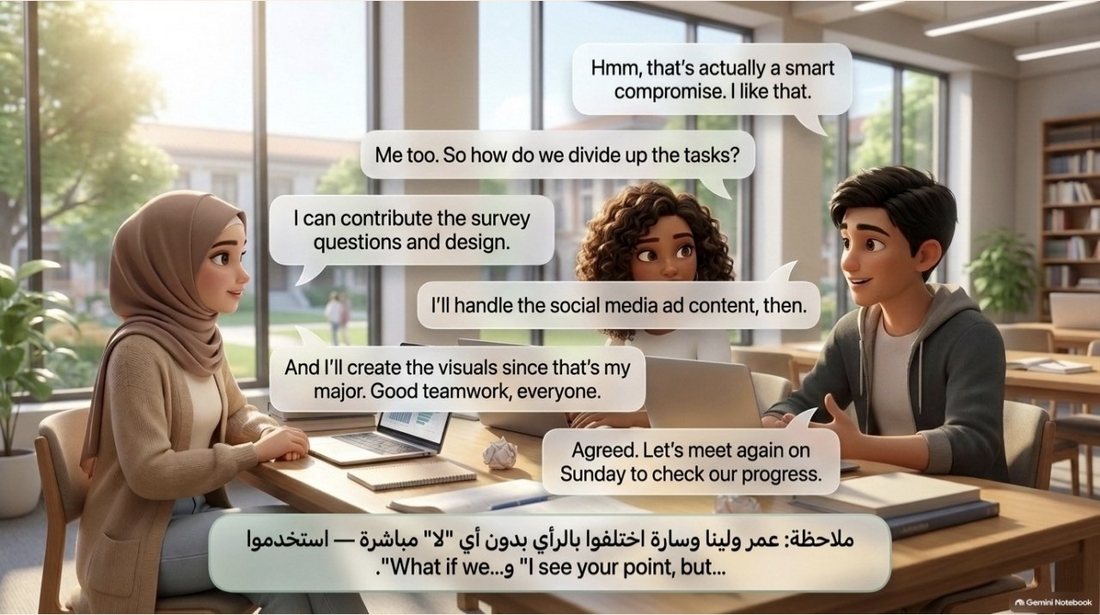 Hmm, that's actually a smart
compromise. I like that.
Me too. So how do we divide up the tasks?
I can contribute the survey
questions and design.
I'll handle the social media ad content, then.
And I'll create the visuals since that's my
major. Good teamwork, everyone.
Agreed. Let's meet again on
Sunday to check our progress.
ملاحظة: عمر ولينا وسارة اختلفوا بالرأي بدون أي "لا" مباشرة — استخدموا
"I see your point, but... و"What if we...".
Gemini Notebook